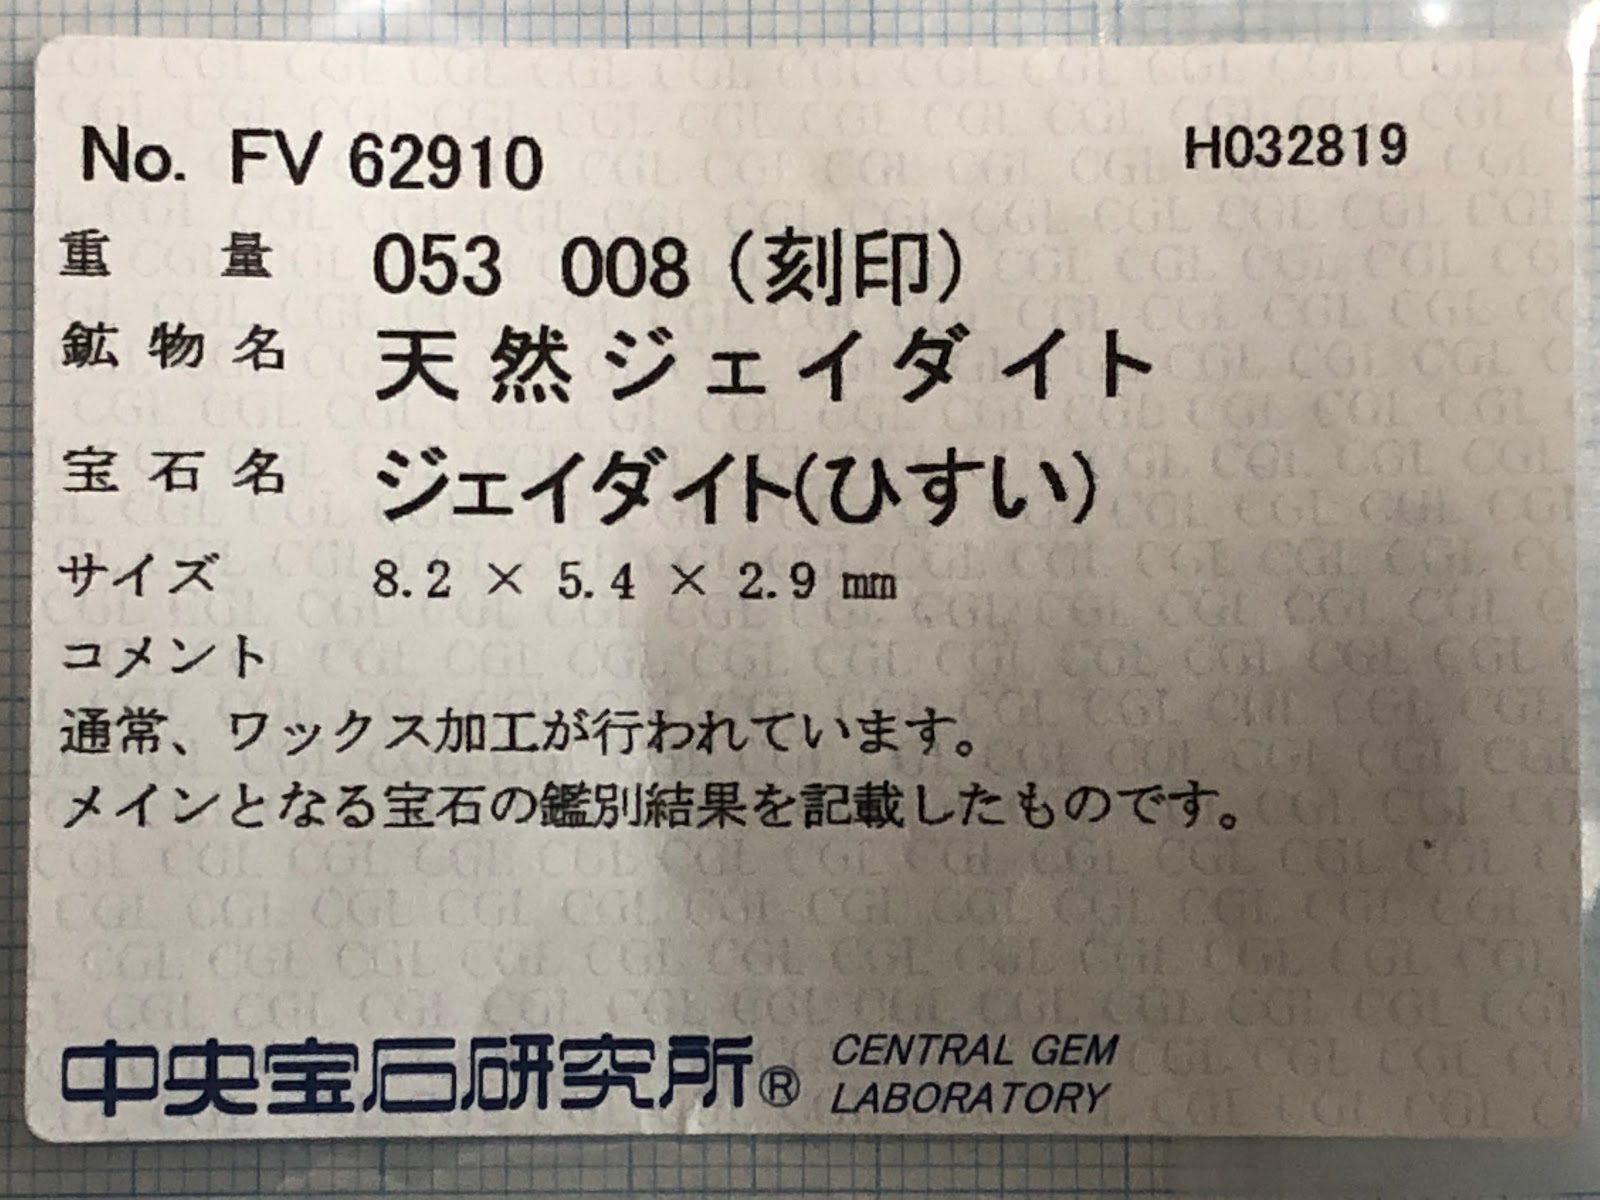 No. FV 62910 H032819
重量 053 008 (刻印)
鉱物名 天然ジェイダイト
宝石名 ジェイダイト(ひすい)
サイズ 8.2 × 5.4 × 2.9 mm
コメント
通常、ワックス加工が行われています。
メインとなる宝石の鑑別結果を記載したものです。
中央宝石研究所® CENTRAL GEM
LABORATORY